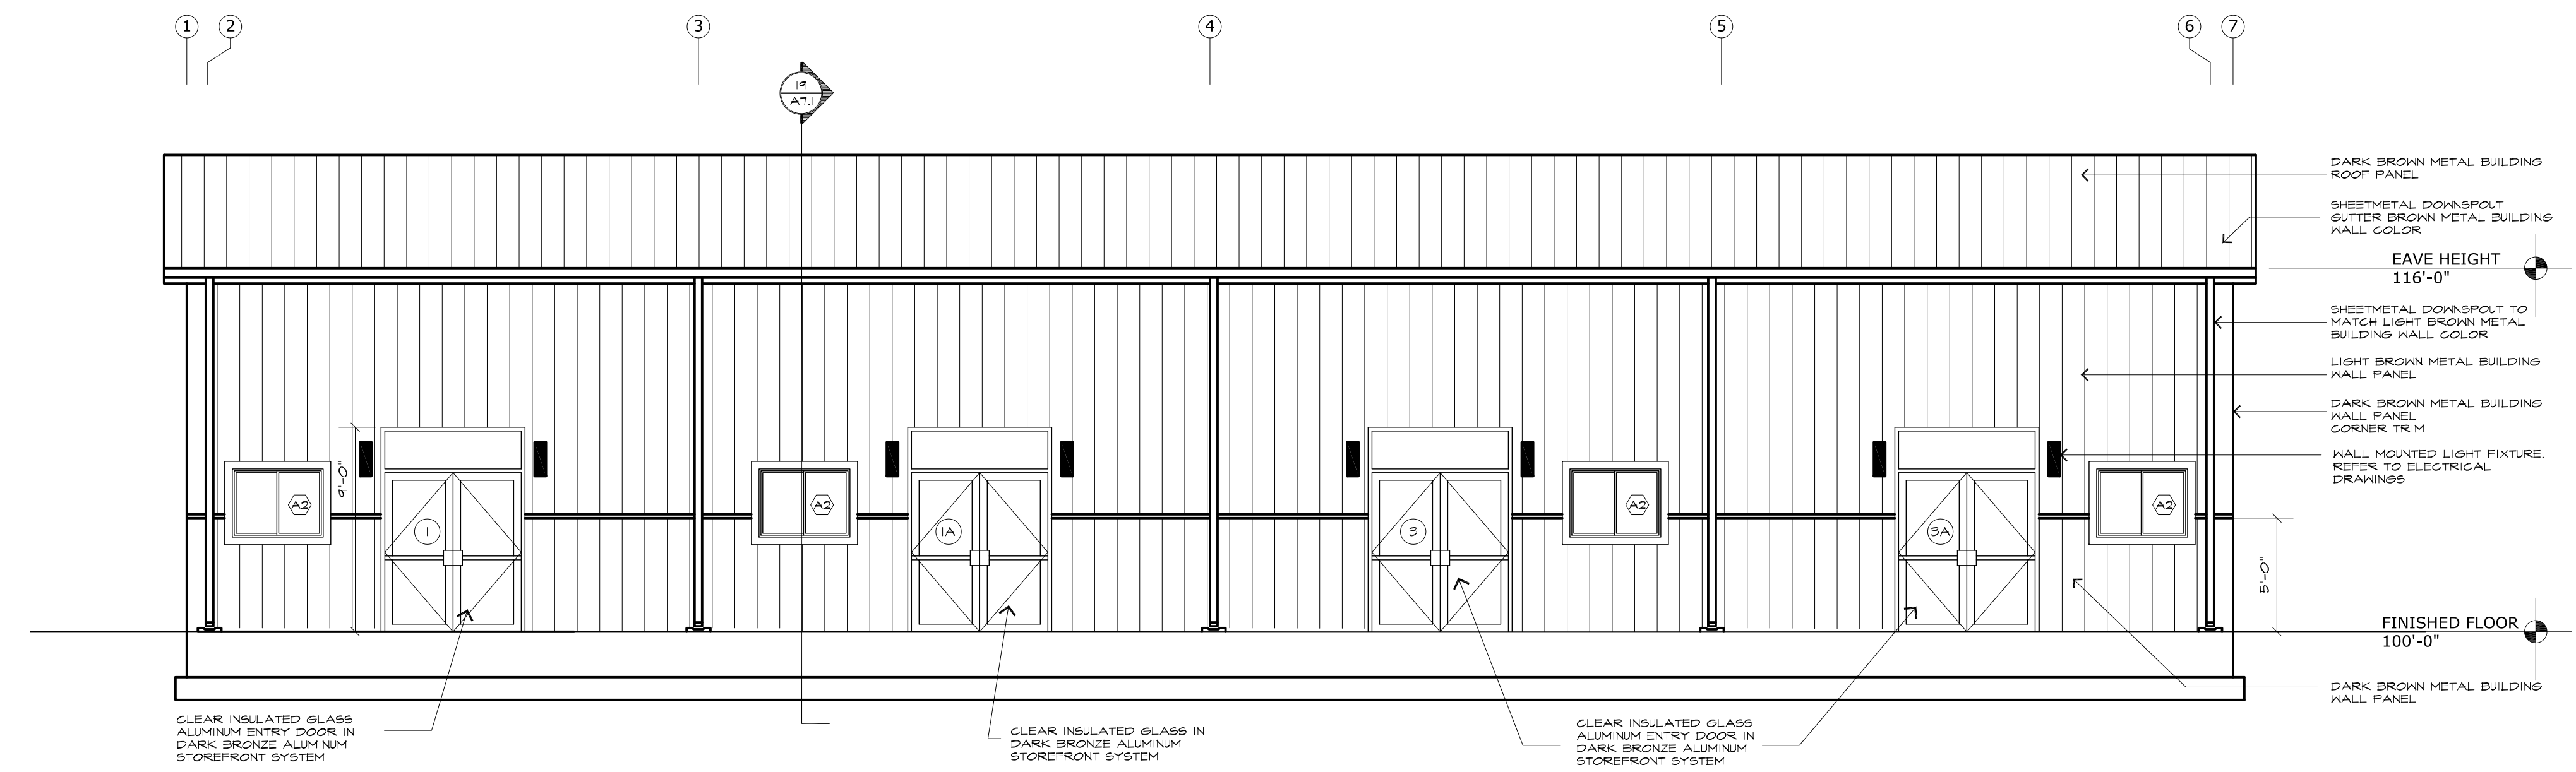 1
2
3
4
5
6
7
19
A7.1
DARK BROWN METAL BUILDING
ROOF PANEL
SHEETMETAL DOWNSPOUT
GUTTER BROWN METAL BUILDING
WALL COLOR
EAVE HEIGHT
116'-0"
SHEETMETAL DOWNSPOUT TO
MATCH LIGHT BROWN METAL
BUILDING WALL COLOR
LIGHT BROWN METAL BUILDING
WALL PANEL
DARK BROWN METAL BUILDING
WALL PANEL
CORNER TRIM
WALL MOUNTED LIGHT FIXTURE.
REFER TO ELECTRICAL
DRAWINGS
9'-0"
A2
A2
A2
A2
1
1A
3
3A
5'-0"
FINISHED FLOOR
100'-0"
DARK BROWN METAL BUILDING
WALL PANEL
CLEAR INSULATED GLASS
ALUMINUM ENTRY DOOR IN
DARK BRONZE ALUMINUM
STOREFRONT SYSTEM
CLEAR INSULATED GLASS IN
DARK BRONZE ALUMINUM
STOREFRONT SYSTEM
CLEAR INSULATED GLASS
ALUMINUM ENTRY DOOR IN
DARK BRONZE ALUMINUM
STOREFRONT SYSTEM